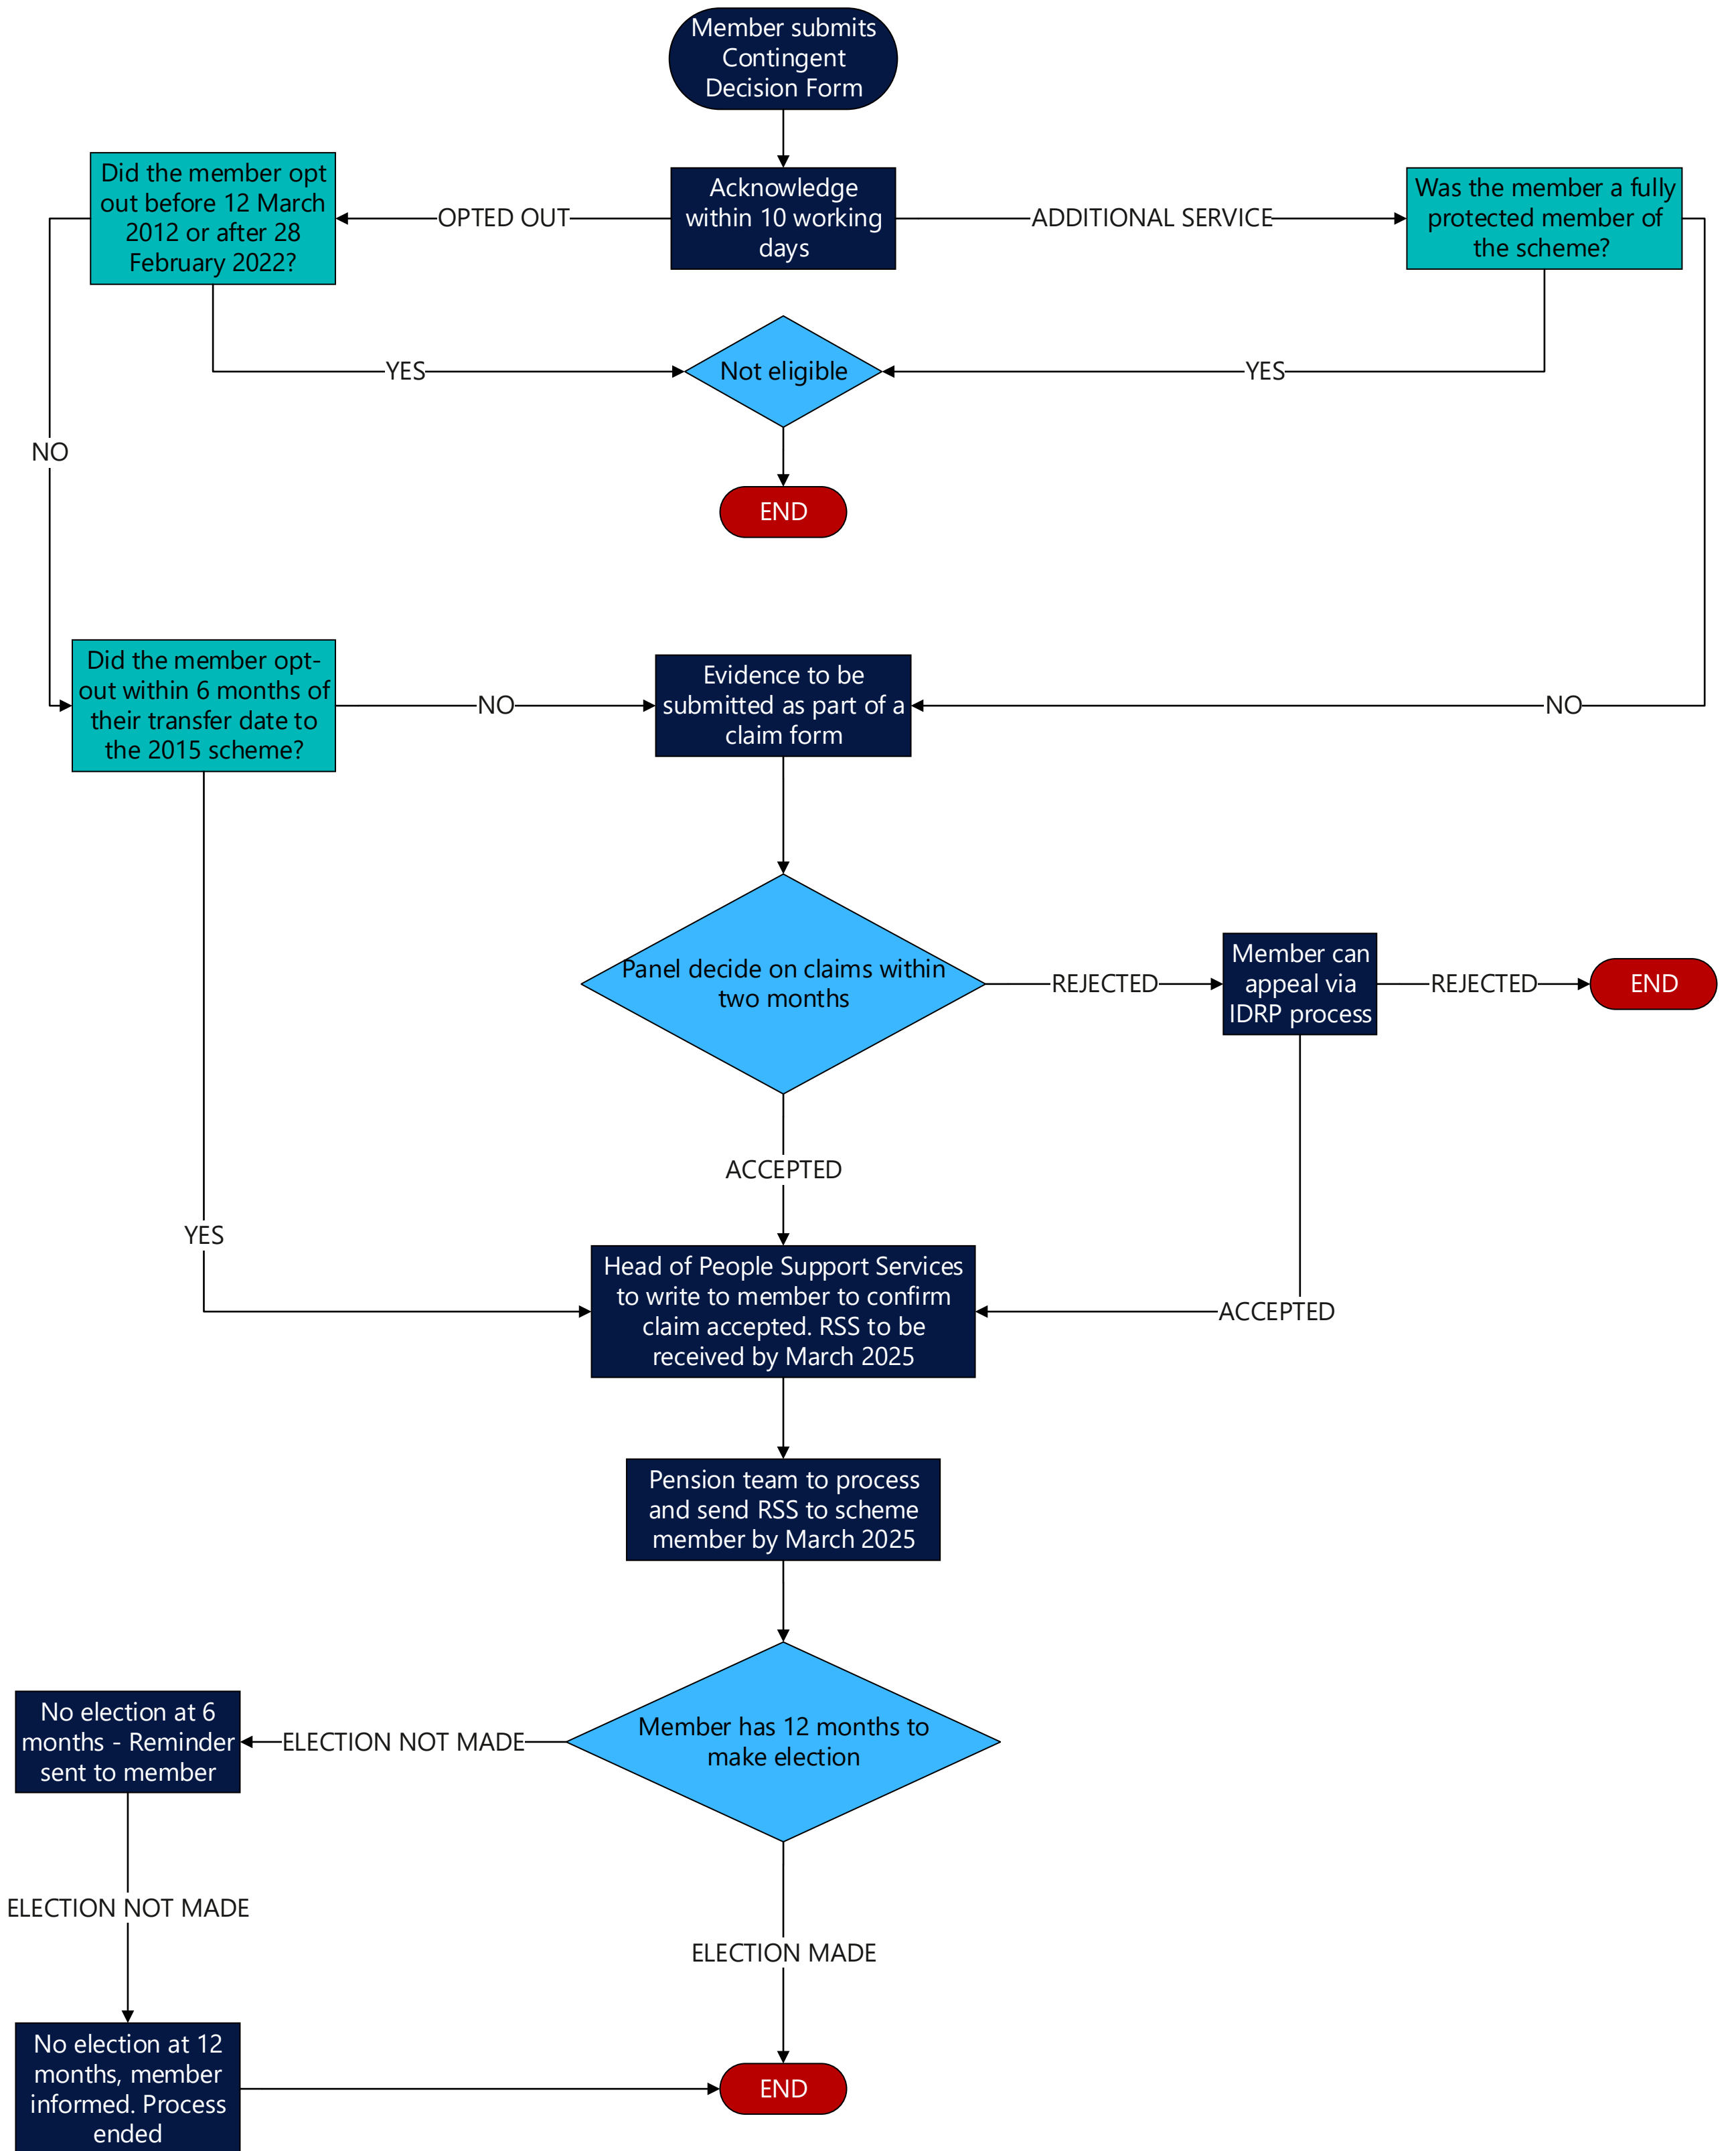 Member submits
Contingent
Decision Form
Did the member opt
out before 12 March
2012 or after 28
February 2022?
OPTED OUT
Acknowledge
within 10 working
days
ADDITIONAL SERVICE
Was the member a fully
protected member of
the scheme?
YES
Not eligible
YES
NO
END
Did the member opt-
out within 6 months of
their transfer date to
the 2015 scheme?
NO
Evidence to be
submitted as part of a
claim form
NO
Panel decide on claims within
two months
REJECTED
Member can
appeal via
IDRP process
REJECTED
END
ACCEPTED
YES
Head of People Support Services
to write to member to confirm
claim accepted. RSS to be
received by March 2025
ACCEPTED
Pension team to process
and send RSS to scheme
member by March 2025
No election at 6
months - Reminder
sent to member
ELECTION NOT MADE
Member has 12 months to
make election
ELECTION NOT MADE
ELECTION MADE
No election at 12
months, member
informed. Process
ended
END